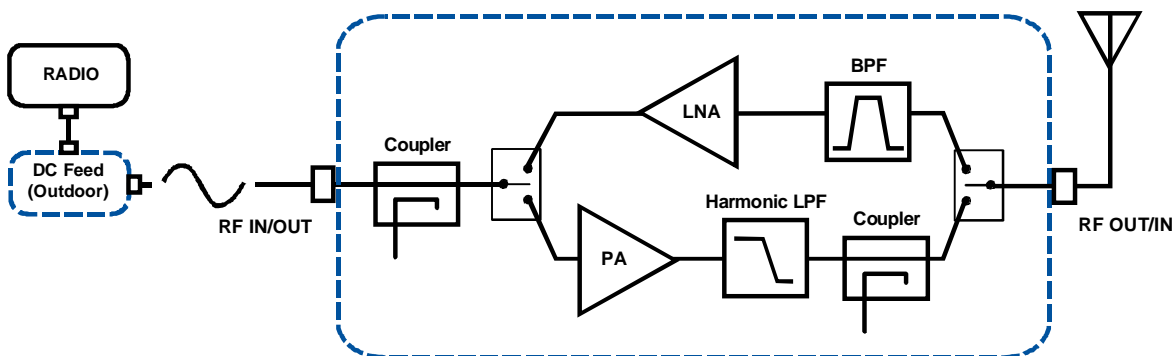 RADIO
DC Feed
(Outdoor)
RF IN/OUT
Coupler
LNA
BPF
PA
Harmonic LPF
Coupler
RF OUT/IN